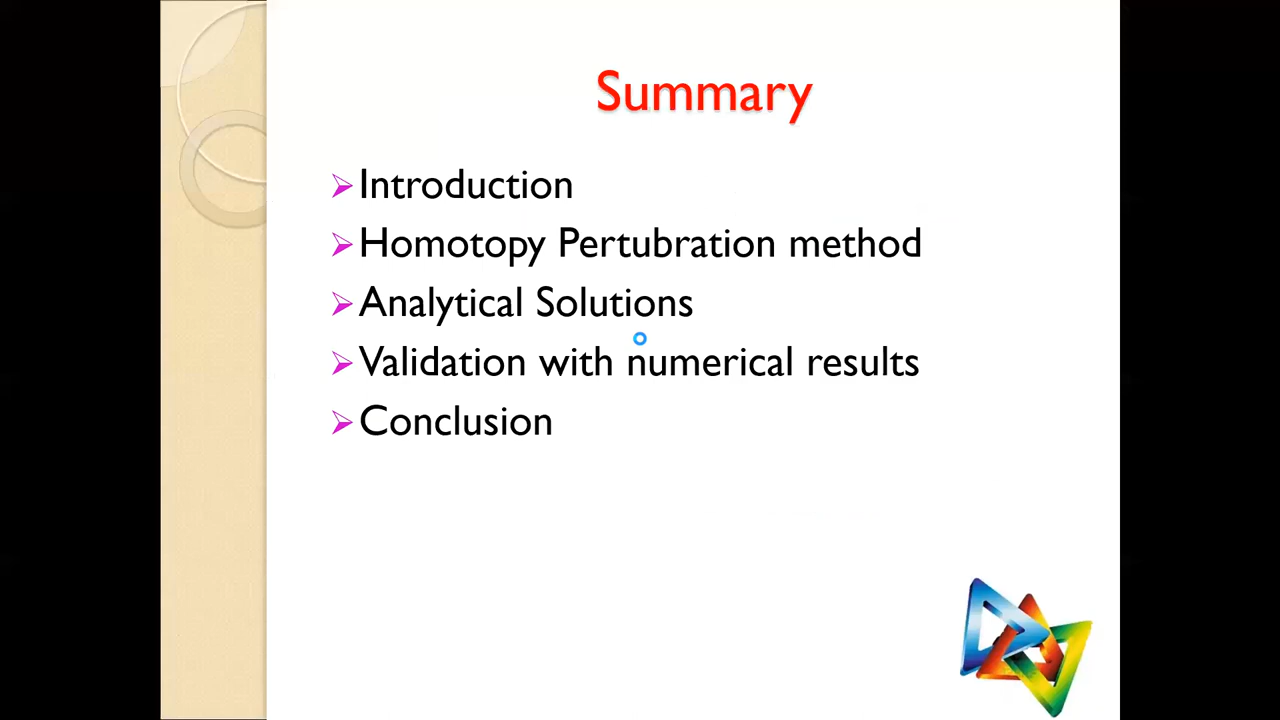 Summary
Introduction
Homotopy Pertubration method
Analytical Solutions
Validation with numerical results
Conclusion